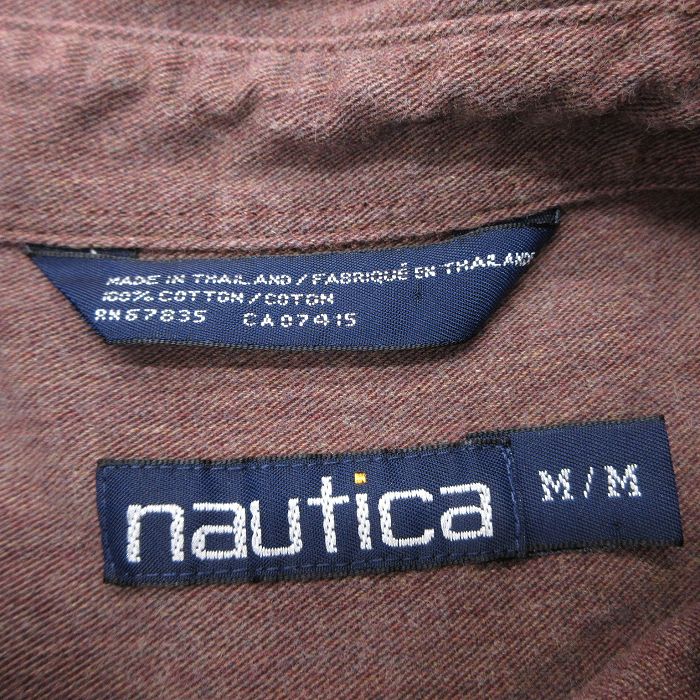 MADE IN THAILAND/FABRIQUÉ EN THAILANDE
100% COTTON/COTON
RN67835 CA07415
nautica M/M